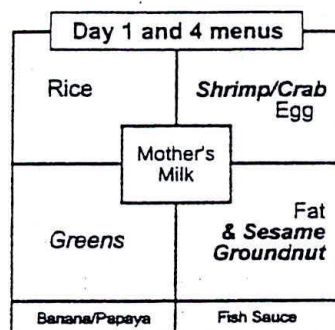 Day 1 and 4 menus
Rice
Shrimp/Crab
Egg
Mother's
Milk
Greens
Fat
& Sesame
Groundnut
Banana/Papaya
Fish Sauce